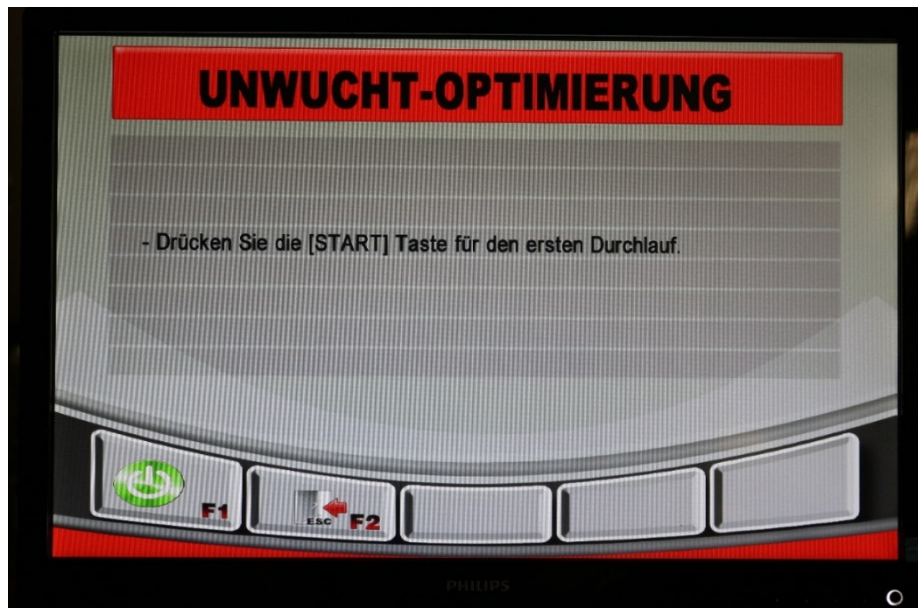 UNWUCHT-OPTIMIERUNG
- Drücken Sie die [START] Taste für den ersten Durchlauf.
F1
ESC F2
PHILIPS